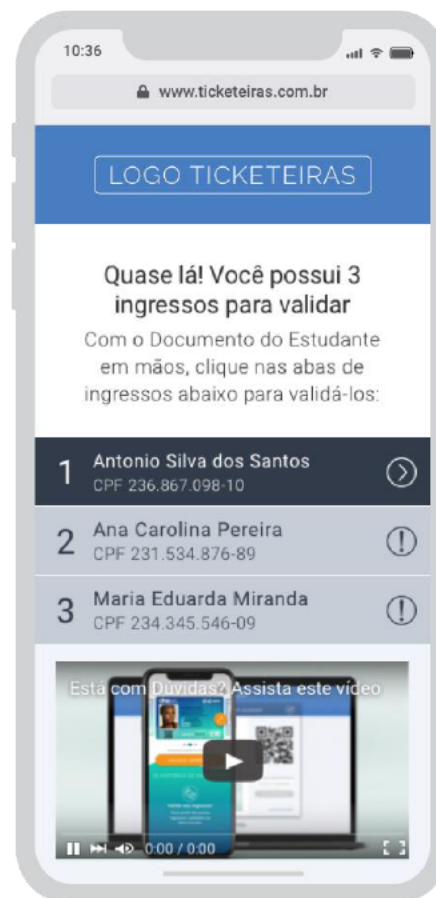 10:36
www.ticketeiras.com.br
LOGO TICKETEIRAS
Quase lá! Você possui 3
ingressos para validar
Com o Documento do Estudante
em mãos, clique nas abas de
ingressos abaixo para validá-los:
1
Antonio Silva dos Santos
CPF 236.867.098-10
2
Ana Carolina Pereira
CPF 231.534.876-89
3
Maria Eduarda Miranda
CPF 234.345.546-09
Está com Dúvidas? Assista este vídeo
0:00 / 0:00